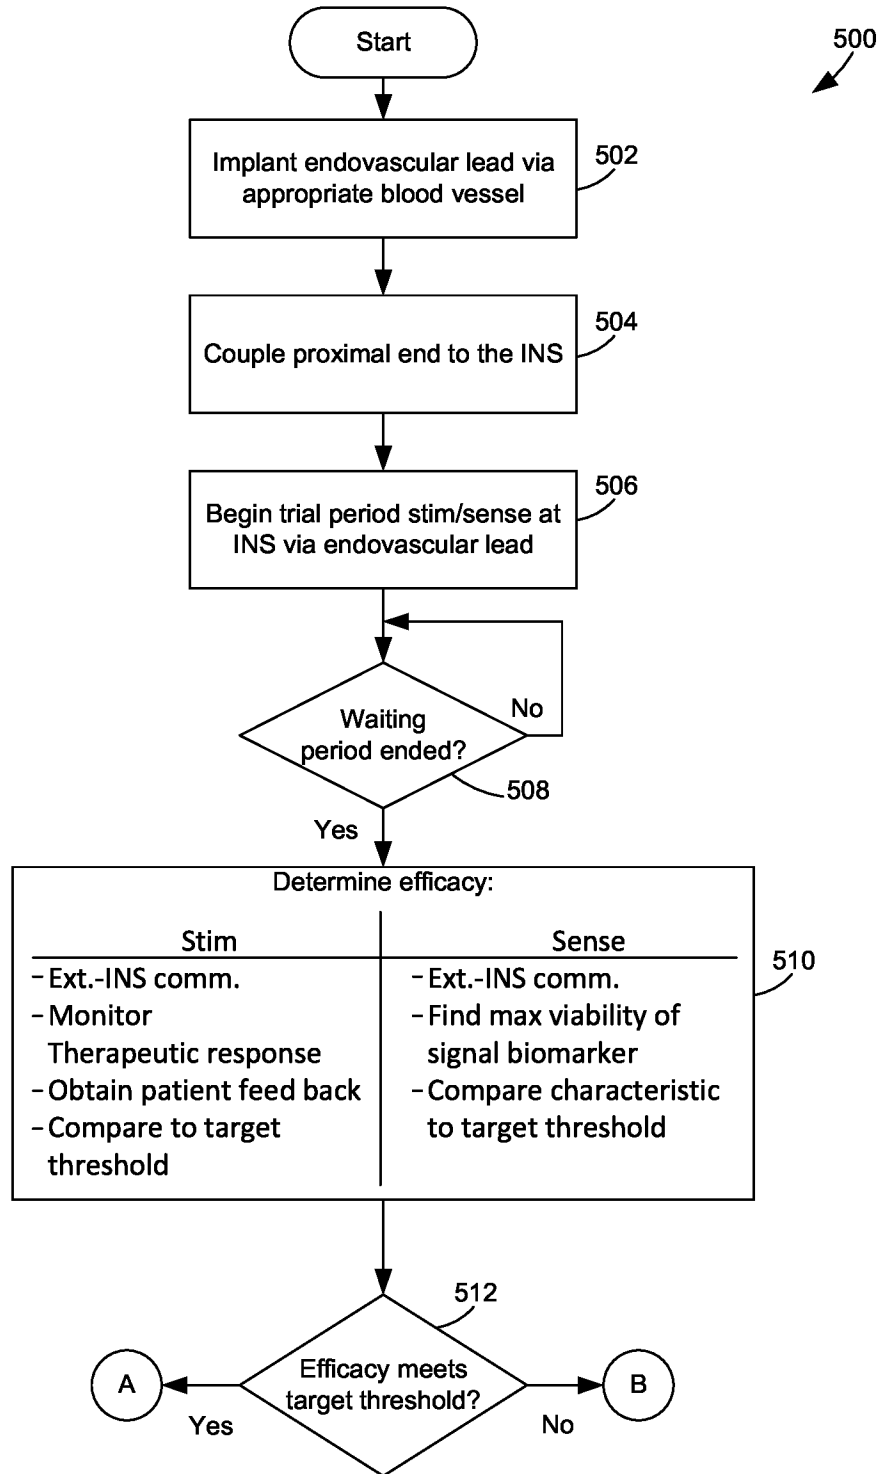 Start
500
Implant endovascular lead via
appropriate blood vessel
502
Couple proximal end to the INS
504
Begin trial period stim/sense at
INS via endovascular lead
506
Waiting
period ended?
No
508
Yes
Determine efficacy:
Stim
- Ext.-INS comm.
- Monitor
Therapeutic response
- Obtain patient feed back
- Compare to target
threshold
Sense
- Ext.-INS comm.
- Find max viability of
signal biomarker
- Compare characteristic
to target threshold
510
512
Efficacy meets
target threshold?
A
Yes
No
B